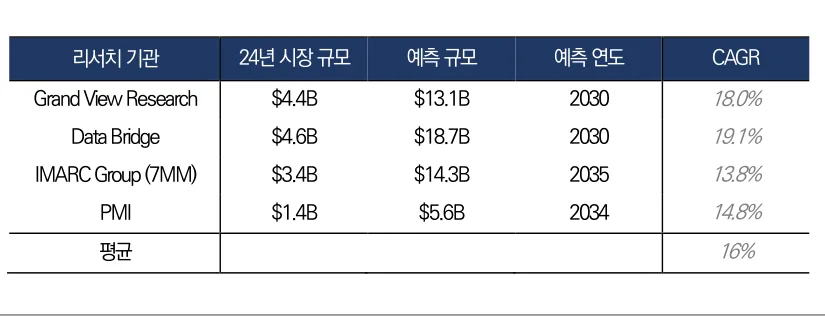 리서치 기관 24년 시장 규모 예측 규모 예측 연도 CAGR
Grand View Research $4.4B $13.1B 2030 18.0%
Data Bridge $4.6B $18.7B 2030 19.1%
IMARC Group (7MM) $3.4B $14.3B 2035 13.8%
PMI $1.4B $5.6B 2034 14.8%
평균 16%